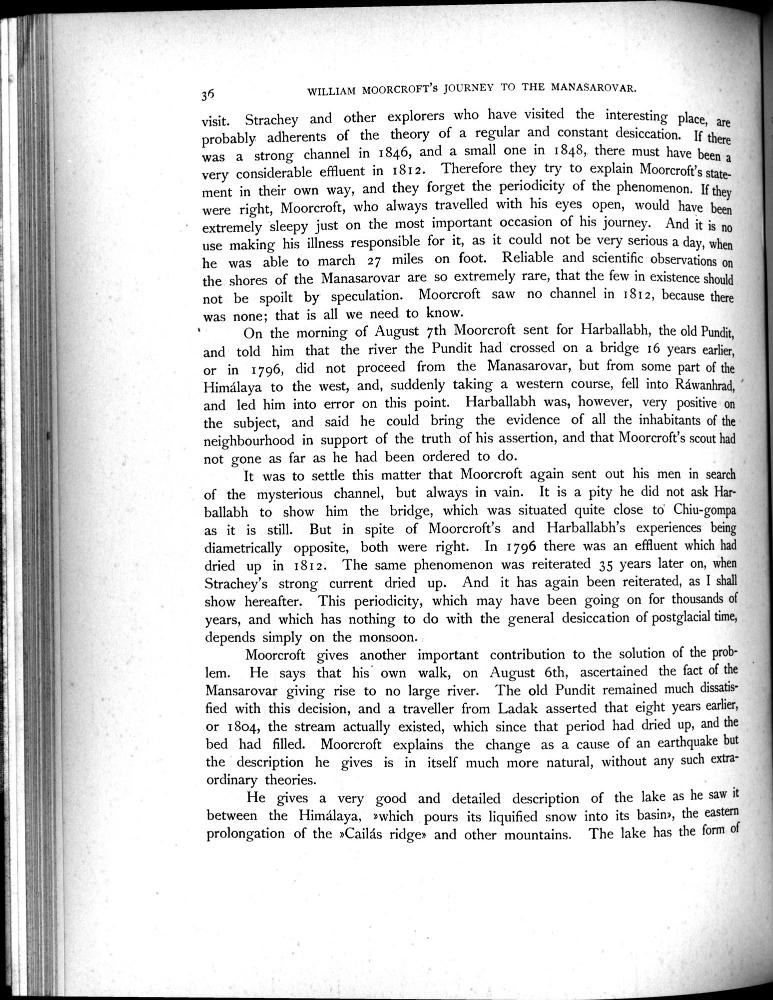 36 WILLIAM MOORCROFT'S JOURNEY TO THE MANASAROVAR.
visit. Strachey and other explorers who have visited the interesting place, are
probably adherents of the theory of a regular and constant desiccation. If there
was a strong channel in 1846, and a small one in 1848, there must have been a
very considerable effluent in 1812. Therefore they try to explain Moorcroft's state-
ment in their own way, and they forget the periodicity of the phenomenon. If they
were right, Moorcroft, who always travelled with his eyes open, would have been
extremely sleepy just on the most important occasion of his journey. And it is no
use making his illness responsible for it, as it could not be very serious a day, when
he was able to march 27 miles on foot. Reliable and scientific observations on
the shores of the Manasarovar are so extremely rare, that the few in existence should
not be spoilt by speculation. Moorcroft saw no channel in 1812, because there
was none; that is all we need to know.
On the morning of August 7th Moorcroft sent for Harballabh, the old Pundit,
and told him that the river the Pundit had crossed on a bridge 16 years earlier,
or in 1796, did not proceed from the Manasarovar, but from some part of the
Himálaya to the west, and, suddenly taking a western course, fell into Ráwanhrad,
and led him into error on this point. Harballabh was, however, very positive on
the subject, and said he could bring the evidence of all the inhabitants of the
neighbourhood in support of the truth of his assertion, and that Moorcroft's scout had
not gone as far as he had been ordered to do.
It was to settle this matter that Moorcroft again sent out his men in search
of the mysterious channel, but always in vain. It is a pity he did not ask Har-
ballabh to show him the bridge, which was situated quite close to Chiu-gompa
as it is still. But in spite of Moorcroft's and Harballabh's experiences being
diametrically opposite, both were right. In 1796 there was an effluent which had
dried up in 1812. The same phenomenon was reiterated 35 years later on, when
Strachey's strong current dried up. And it has again been reiterated, as I shall
show hereafter. This periodicity, which may have been going on for thousands of
years, and which has nothing to do with the general desiccation of postglacial time,
depends simply on the monsoon.
Moorcroft gives another important contribution to the solution of the prob-
lem. He says that his own walk, on August 6th, ascertained the fact of the
Mansarovar giving rise to no large river. The old Pundit remained much dissatis-
fied with this decision, and a traveller from Ladak asserted that eight years earlier,
or 1804, the stream actually existed, which since that period had dried up, and the
bed had filled. Moorcroft explains the change as a cause of an earthquake but
the description he gives is in itself much more natural, without any such extra-
ordinary theories.
He gives a very good and detailed description of the lake as he saw it
between the Himálaya, »which pours its liquified snow into its basin», the eastern
prolongation of the »Cailás ridge» and other mountains. The lake has the form of